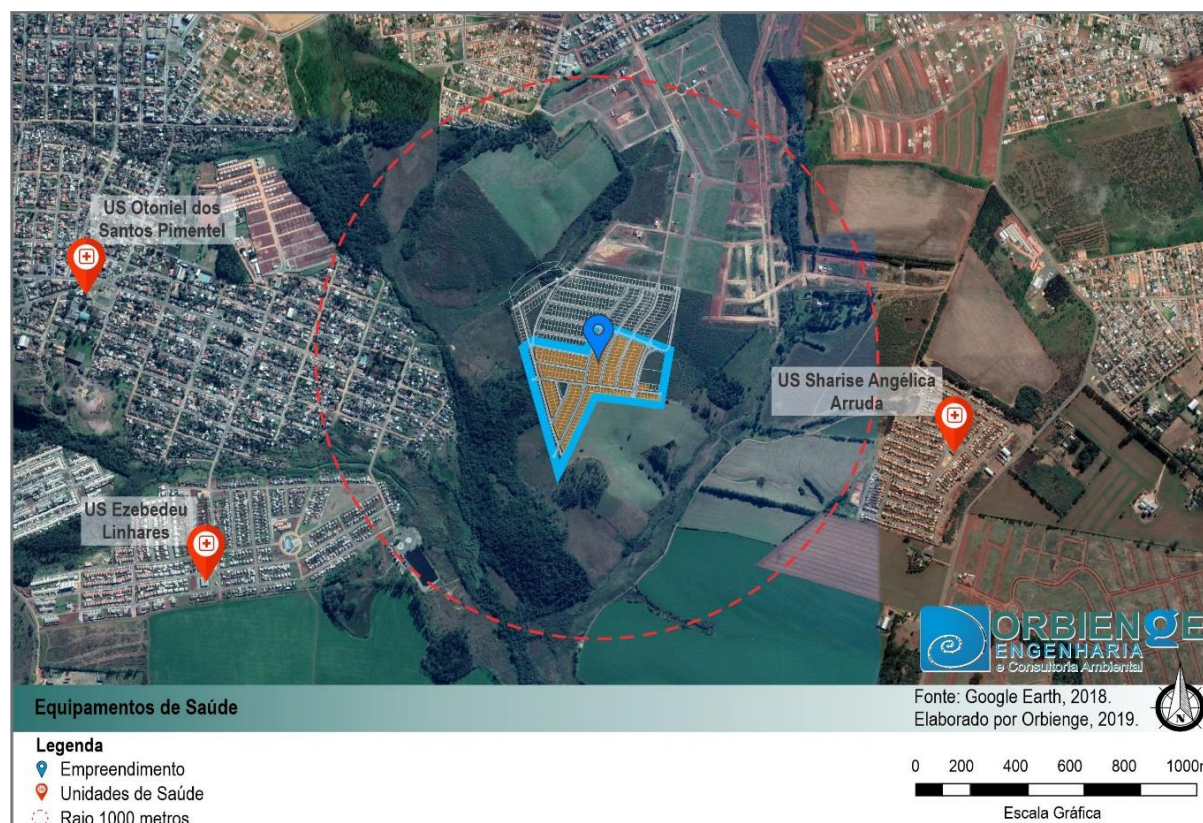 US Otoniel dos
Santos Pimentel
US Sharise Angélica
Arruda
US Ezebedeu
Linhares
ORBIENGE
ENGENHARIA
e Consultoria Ambiental
Equipamentos de Saúde
Fonte: Google Earth, 2018.
Elaborado por Orbienge, 2019.
N
Legenda
Empreendimento
Unidades de Saúde
Raio 1000 metros
0 200 400 600 800 1000m
Escala Gráfica